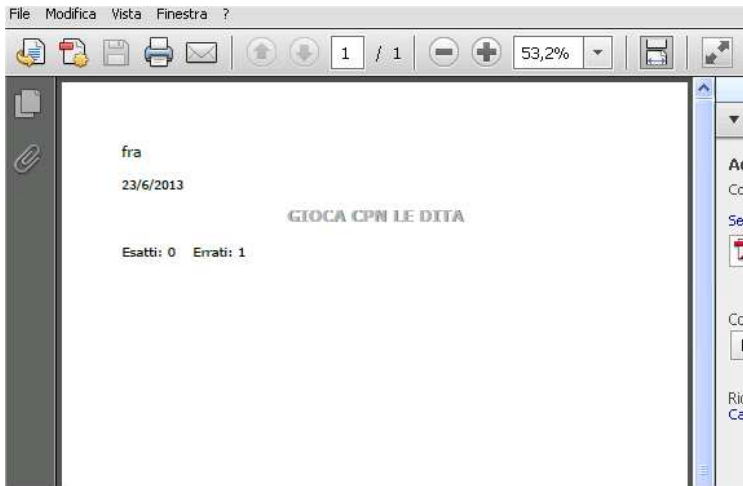 File Modifica Vista Finestra ?
1 / 1 53,2%
fra
23/6/2013
GIOCA CPN LE DITA
Esatti: 0 Errati: 1